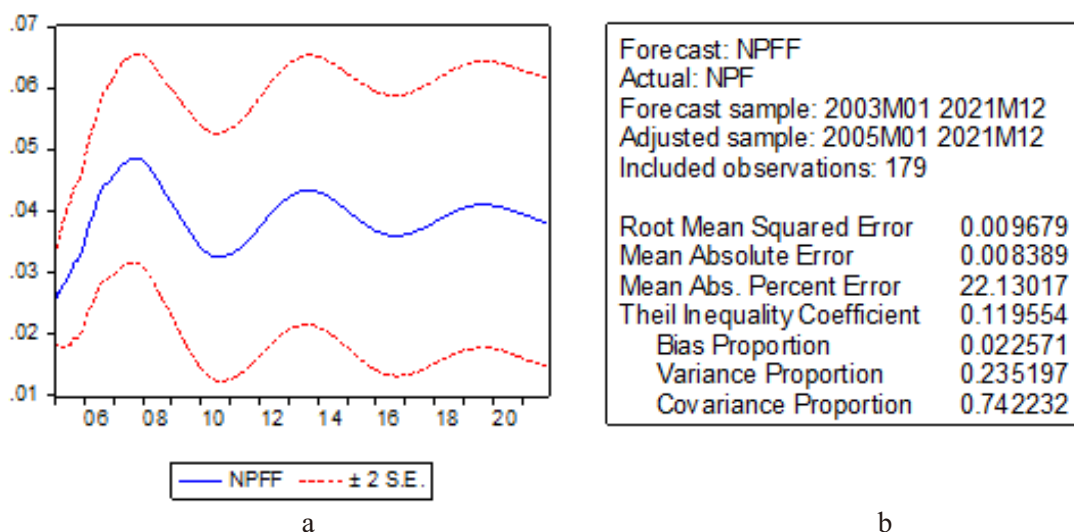 .07
.06
.05
.04
.03
.02
.01
06 08 10 12 14 16 18 20
NPFF ± 2 S.E.
a
Forecast: NPFF
Actual: NPF
Forecast sample: 2003M01 2021M12
Adjusted sample: 2005M01 2021M12
Included observations: 179
Root Mean Squared Error 0.009679
Mean Absolute Error 0.008389
Mean Abs. Percent Error 22.13017
Theil Inequality Coefficient 0.119554
Bias Proportion 0.022571
Variance Proportion 0.235197
Covariance Proportion 0.742232
b